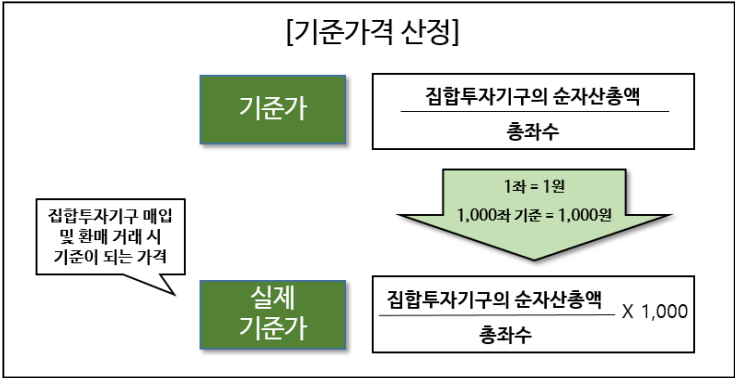 [기준가격 산정]
기준가
집합투자기구의 순자산총액
총좌수
1좌 = 1원
1,000좌 기준 = 1,000원
집합투자기구 매입
및 환매 거래 시
기준이 되는 가격
실제
기준가
집합투자기구의 순자산총액
총좌수
X 1,000